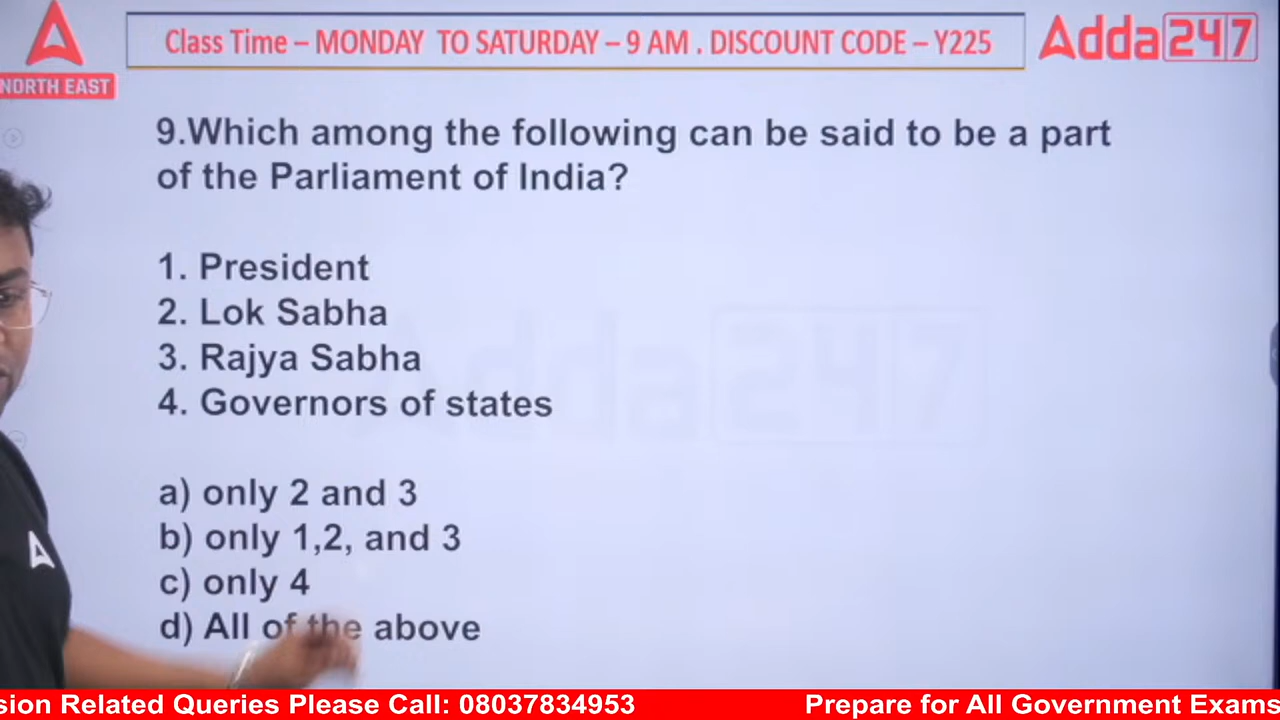 Class Time – MONDAY TO SATURDAY – 9 AM . DISCOUNT CODE – Y225
Adda247
NORTH EAST
9.Which among the following can be said to be a part
of the Parliament of India?
1. President
2. Lok Sabha
3. Rajya Sabha
4. Governors of states
Adda247
a) only 2 and 3
b) only 1,2, and 3
c) only 4
d) All of the above
sion Related Queries Please Call: 08037834953
Prepare for All Government Exams